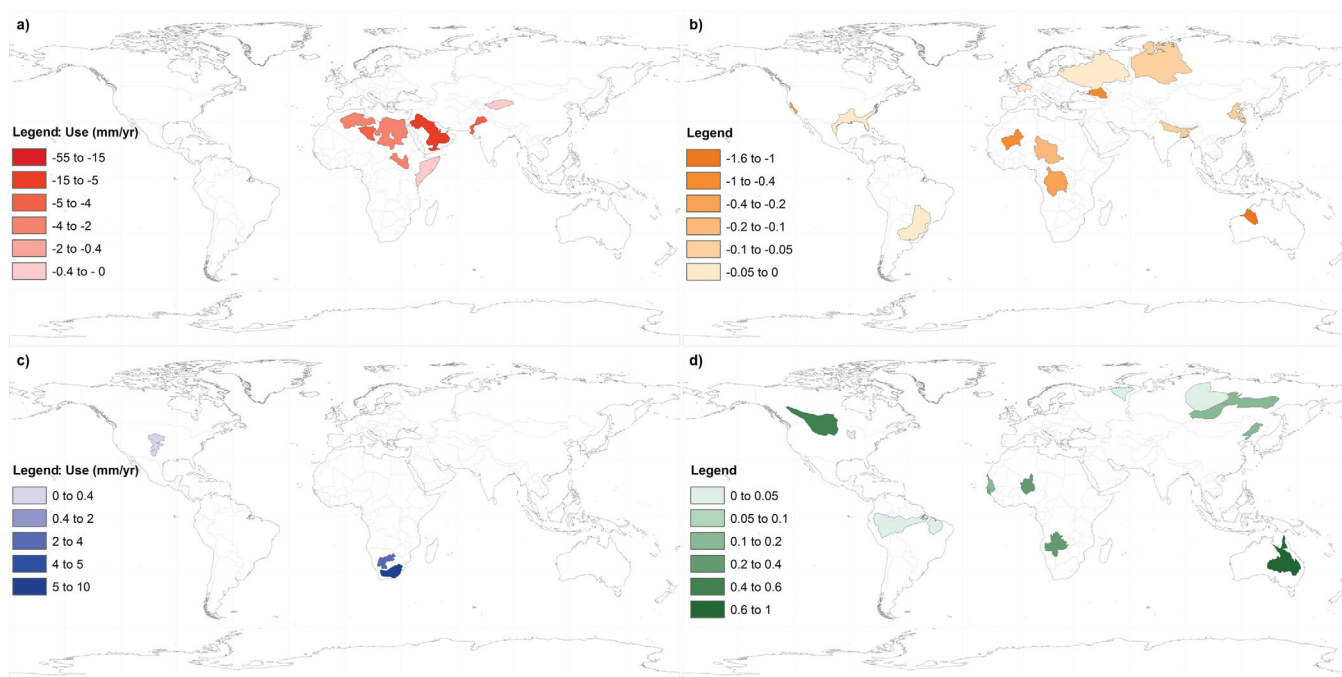 a)
Legend: Use (mm/yr)
-55 to -15
-15 to -5
-5 to -4
-4 to -2
-2 to -0.4
-0.4 to - 0
b)
Legend
-1.6 to -1
-1 to -0.4
-0.4 to -0.2
-0.2 to -0.1
-0.1 to -0.05
-0.05 to 0
c)
Legend: Use (mm/yr)
0 to 0.4
0.4 to 2
2 to 4
4 to 5
5 to 10
d)
Legend
0 to 0.05
0.05 to 0.1
0.1 to 0.2
0.2 to 0.4
0.4 to 0.6
0.6 to 1